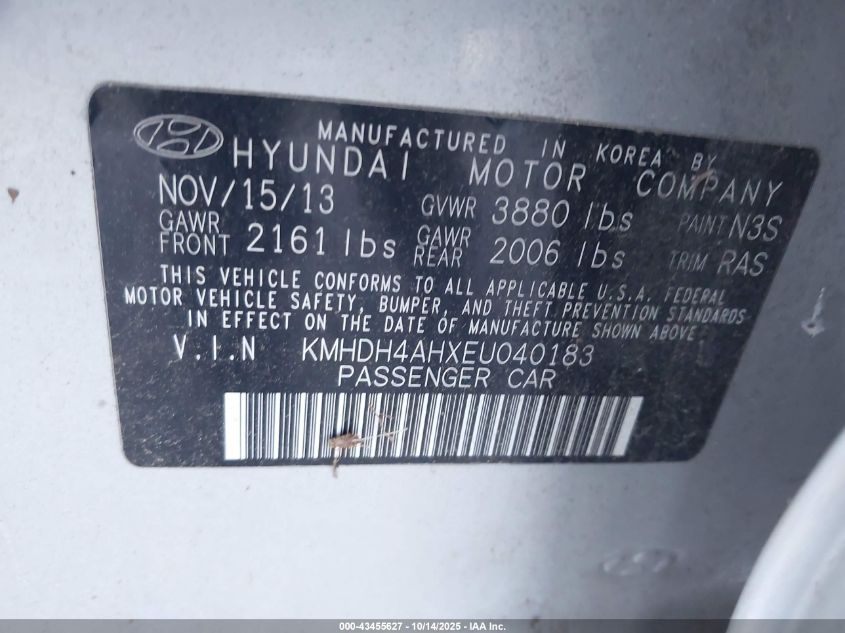 MANUFACTURED IN KOREA BY
HYUNDAI MOTOR COMPANY
NOV/15/13 GVWR 3880 lbs PAINT N3S
GAWR FRONT 2161 lbs GAWR REAR 2006 lbs TRIM RAS
THIS VEHICLE CONFORMS TO ALL APPLICABLE U.S.A. FEDERAL
MOTOR VEHICLE SAFETY, BUMPER, AND THEFT PREVENTION STANDARDS
IN EFFECT ON THE DATE OF MANUFACTURE SHOWN ABOVE.
V.I.N KMHDH4AHXEU040183
PASSENGER CAR
000-43455627 - 10/14/2025 - IAA Inc.